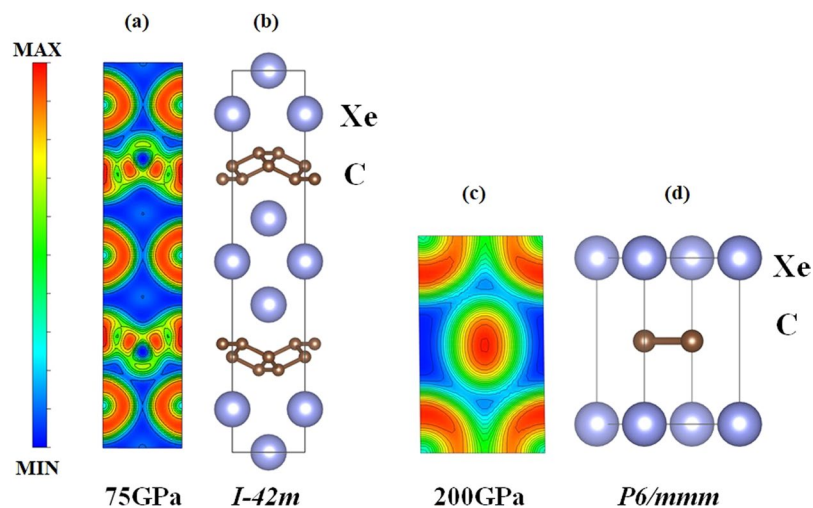 (a)
(b)
MAX
Xe
C
(c)
(d)
Xe
C
MIN
75GPa
I-42m
200GPa
P6/mmm